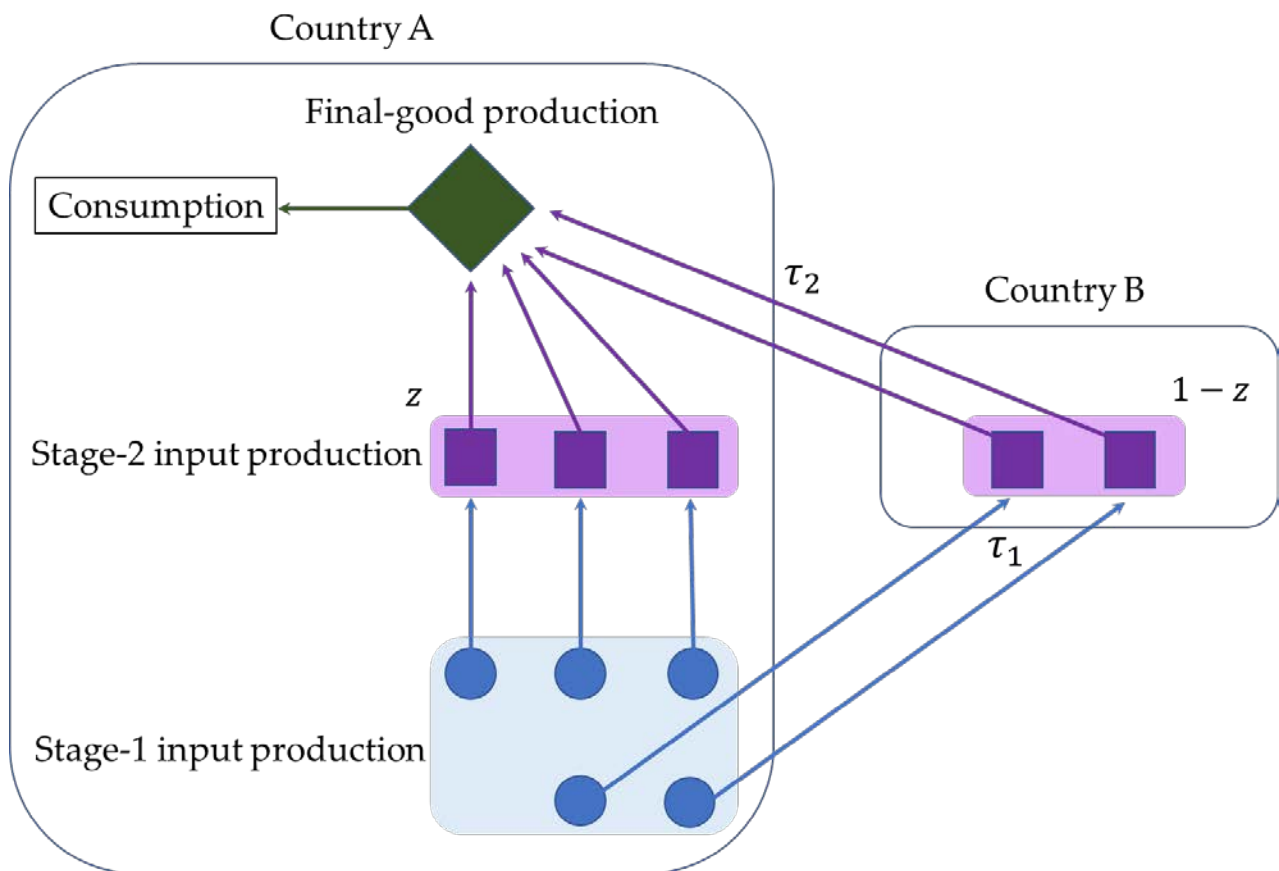 Country A
Final-good production
Consumption
τ₂
Country B
z
1 − z
Stage-2 input production
τ₁
Stage-1 input production